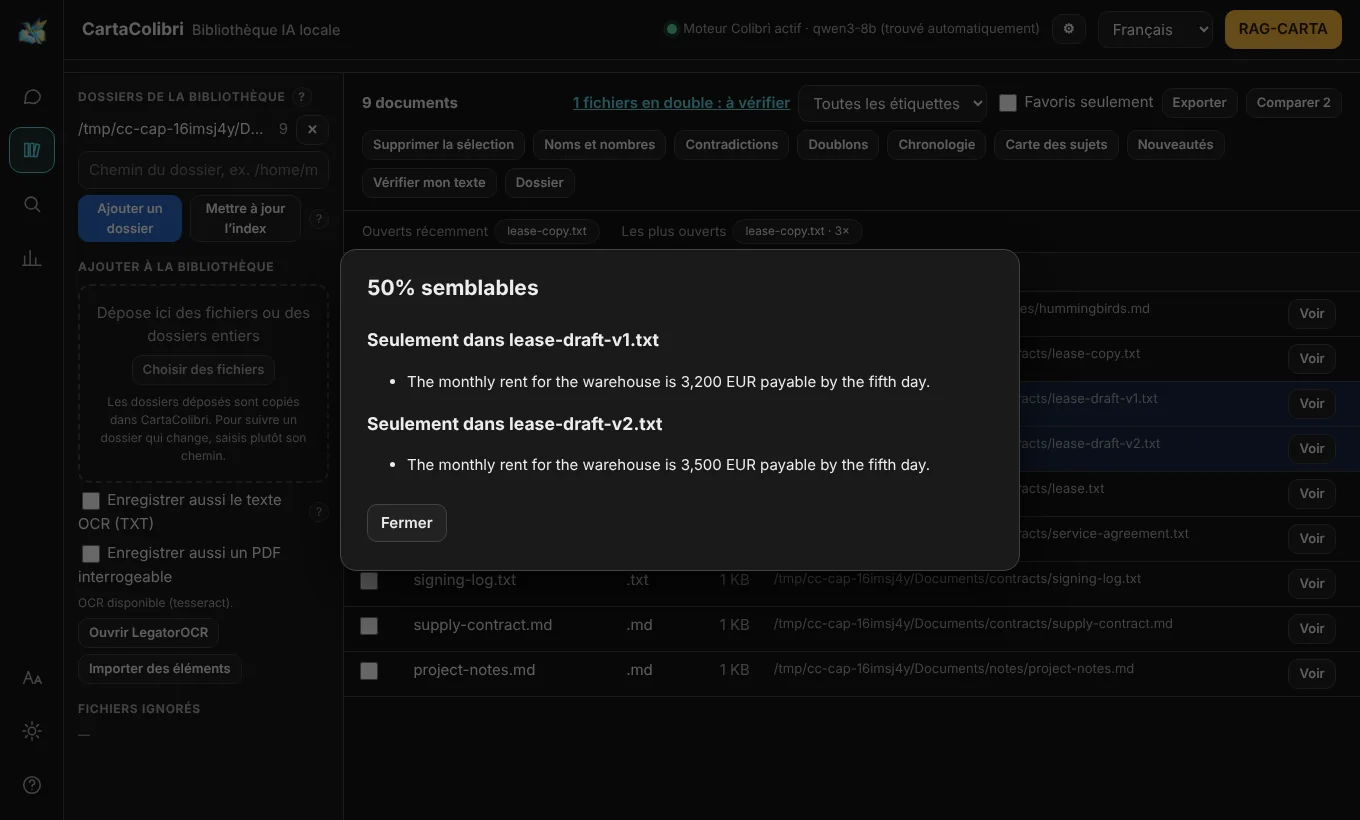 CartaColibri Bibliothèque IA locale
Moteur Colibrì actif · qwen3-8b (trouvé automatiquement)
Français
RAG-CARTA
DOSSIERS DE LA BIBLIOTHÈQUE ?
/tmp/cc-cap-16imsj4y/D... 9 ×
Chemin du dossier, ex. /home/m
Ajouter un
dossier
Mettre à jour
l'index
?
AJOUTER À LA BIBLIOTHÈQUE
Dépose ici des fichiers ou des
dossiers entiers
Choisir des fichiers
Les dossiers déposés sont copiés
dans CartaColibri. Pour suivre un
dossier qui change, saisis plutôt son
chemin.
Enregistrer aussi le texte
OCR (TXT)
?
Enregistrer aussi un PDF
interrogeable
OCR disponible (tesseract).
Ouvrir LegatorOCR
Importer des éléments
FICHIERS IGNORÉS
—
AA
?
9 documents
1 fichiers en double : à vérifier
Toutes les étiquettes
Favoris seulement
Exporter
Comparer 2
Supprimer la sélection
Noms et nombres
Contradictions
Doublons
Chronologie
Carte des sujets
Nouveautés
Vérifier mon texte
Dossier
Ouverts récemment lease-copy.txt Les plus ouverts lease-copy.txt · 3×
50% semblables
Seulement dans lease-draft-v1.txt
• The monthly rent for the warehouse is 3,200 EUR payable by the fifth day.
Seulement dans lease-draft-v2.txt
• The monthly rent for the warehouse is 3,500 EUR payable by the fifth day.
Fermer
es/hummingbirds.md Voir
racts/lease-copy.txt Voir
racts/lease-draft-v1.txt Voir
racts/lease-draft-v2.txt Voir
racts/lease.txt Voir
racts/service-agreement.txt Voir
signing-log.txt .txt 1 KB /tmp/cc-cap-16imsj4y/Documents/contracts/signing-log.txt Voir
supply-contract.md .md 1 KB /tmp/cc-cap-16imsj4y/Documents/contracts/supply-contract.md Voir
project-notes.md .md 1 KB /tmp/cc-cap-16imsj4y/Documents/notes/project-notes.md Voir